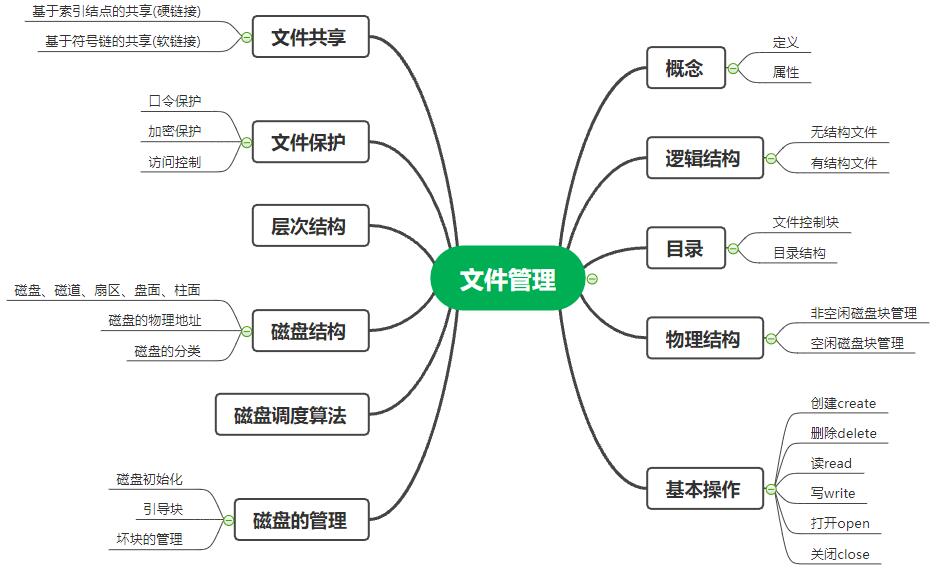 文件管理
概念
定义
属性
逻辑结构
无结构文件
有结构文件
目录
文件控制块
目录结构
物理结构
非空闲磁盘块管理
空闲磁盘块管理
基本操作
创建create
删除delete
读read
写write
打开open
关闭close
文件共享
基于索引结点的共享(硬链接)
基于符号链的共享(软链接)
文件保护
口令保护
加密保护
访问控制
层次结构
磁盘结构
磁盘、磁道、扇区、盘面、柱面
磁盘的物理地址
磁盘的分类
磁盘调度算法
磁盘的管理
磁盘初始化
引导块
坏块的管理